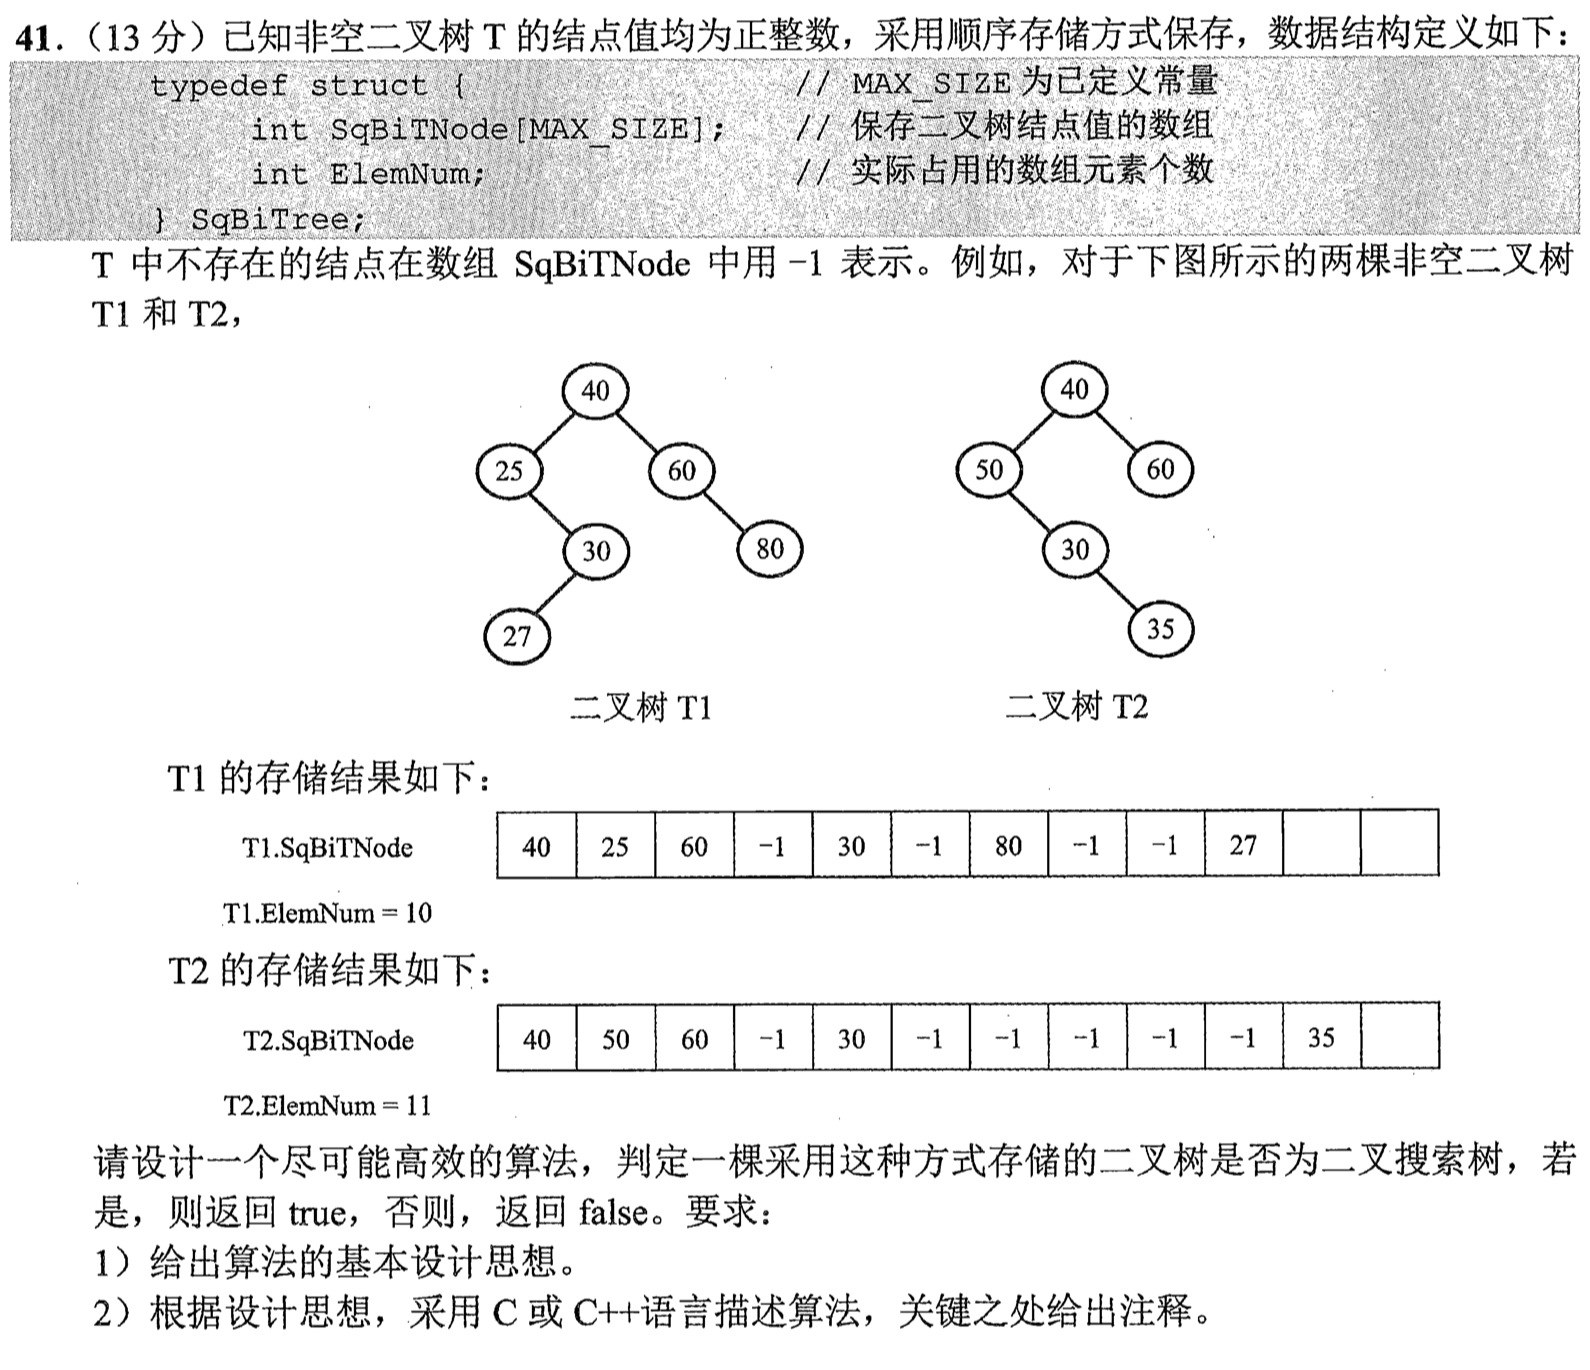 41.（13 分）已知非空二叉树 T 的结点值均为正整数，采用顺序存储方式保存，数据结构定义如下：
typedef struct { // MAX_SIZE 为已定义常量
int SqBiTNode[MAX_SIZE]; // 保存二叉树结点值的数组
int ElemNum; // 实际占用的数组元素个数
} SqBiTree;
T 中不存在的结点在数组 SqBiTNode 中用 -1 表示。例如，对于下图所示的两棵非空二叉树
T1 和 T2，
40 40
25 60 50 60
30 80 30
27 35
二叉树 T1 二叉树 T2
T1 的存储结果如下：
T1.SqBiTNode 40 25 60 -1 30 -1 80 -1 -1 27
T1.ElemNum = 10
T2 的存储结果如下：
T2.SqBiTNode 40 50 60 -1 30 -1 -1 -1 -1 -1 35
T2.ElemNum = 11
请设计一个尽可能高效的算法，判定一棵采用这种方式存储的二叉树是否为二叉搜索树，若
是，则返回 true，否则，返回 false。要求：
1）给出算法的基本设计思想。
2）根据设计思想，采用 C 或 C++语言描述算法，关键之处给出注释。